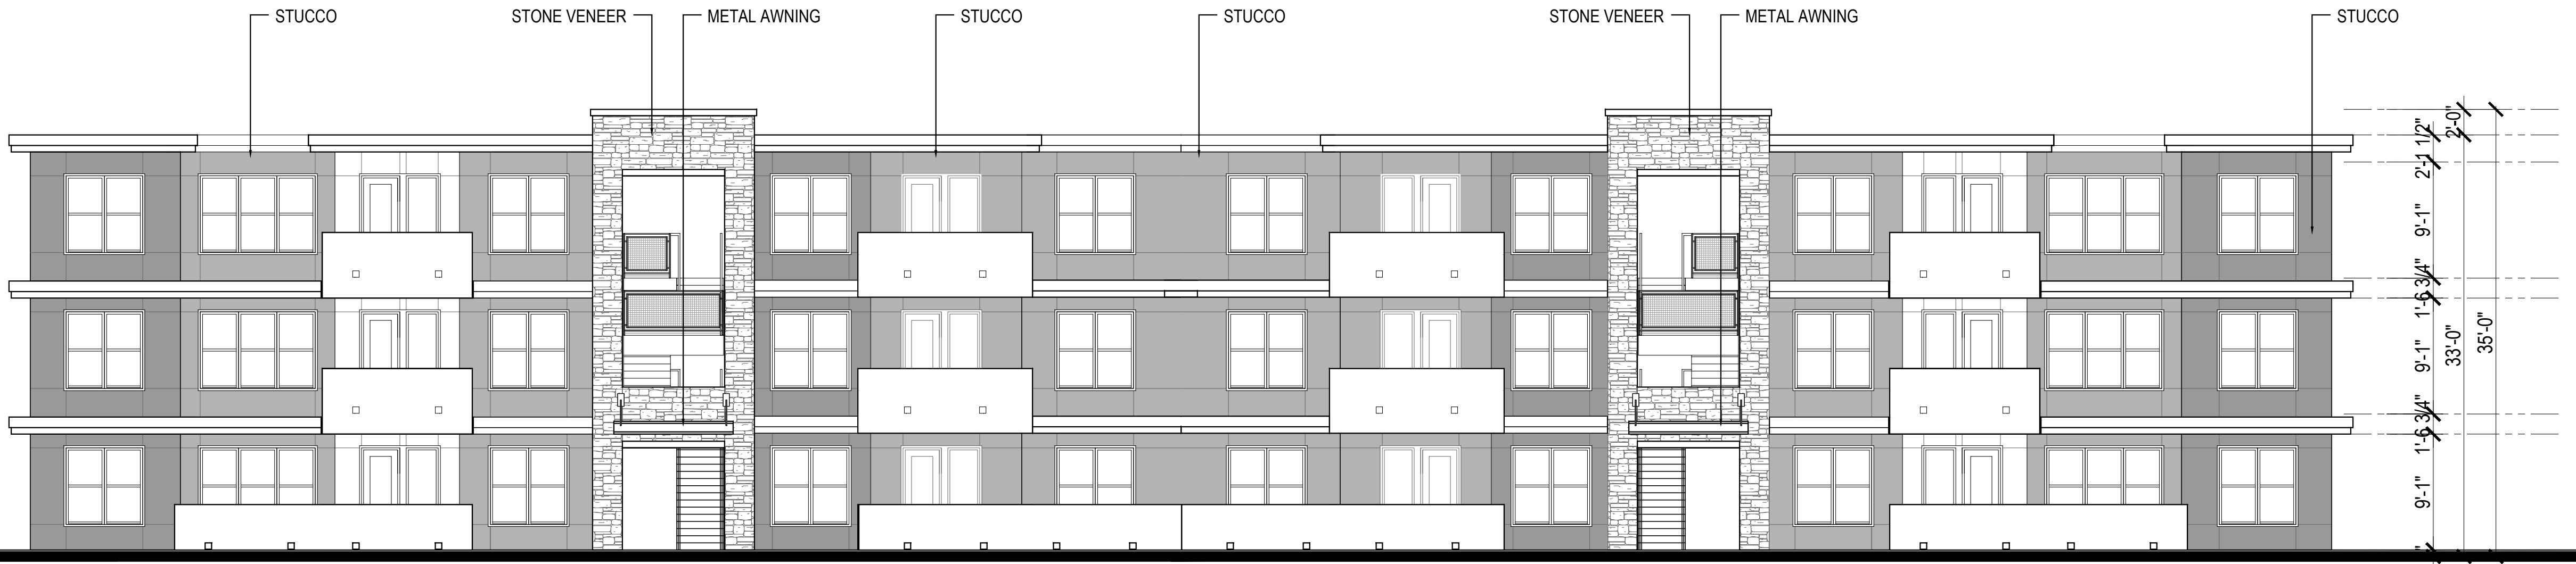 STUCCO
STONE VENEER
METAL AWNING
STUCCO
STUCCO
STONE VENEER
METAL AWNING
STUCCO
2'-0"
2'-1 1/2"
9'-1"
1'-6 3/4"
9'-1"
1'-6 3/4"
9'-1"
33'-0"
35'-0"